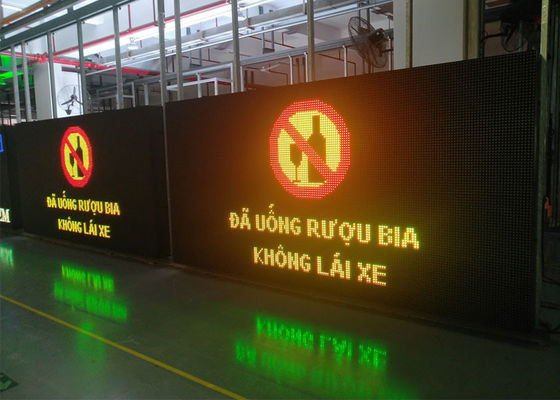 ĐÃ UỐNG RƯỢU BIA
KHÔNG LÁI XE
ĐÃ UỐNG RƯỢU BIA
KHÔNG LÁI XE